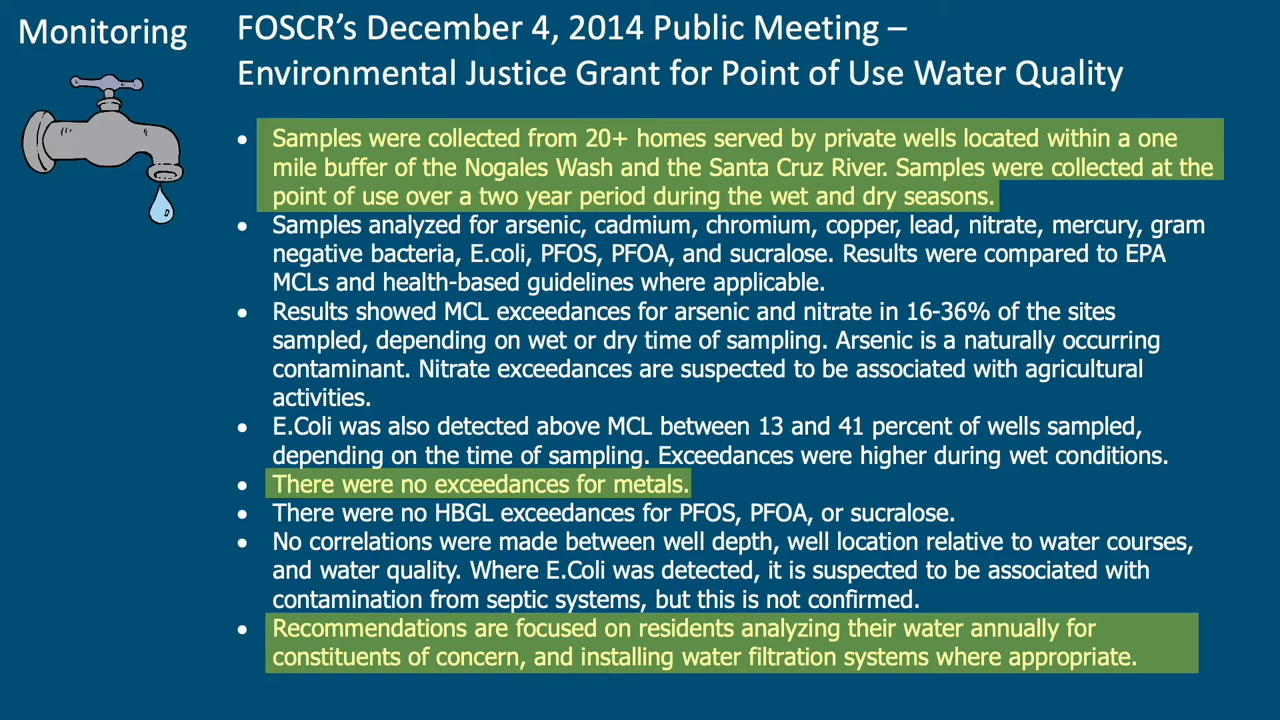 Monitoring
FOSCR’s December 4, 2014 Public Meeting –
Environmental Justice Grant for Point of Use Water Quality
• Samples were collected from 20+ homes served by private wells located within a one
mile buffer of the Nogales Wash and the Santa Cruz River. Samples were collected at the
point of use over a two year period during the wet and dry seasons.
• Samples analyzed for arsenic, cadmium, chromium, copper, lead, nitrate, mercury, gram
negative bacteria, E.coli, PFOS, PFOA, and sucralose. Results were compared to EPA
MCLs and health-based guidelines where applicable.
• Results showed MCL exceedances for arsenic and nitrate in 16-36% of the sites
sampled, depending on wet or dry time of sampling. Arsenic is a naturally occurring
contaminant. Nitrate exceedances are suspected to be associated with agricultural
activities.
• E.Coli was also detected above MCL between 13 and 41 percent of wells sampled,
depending on the time of sampling. Exceedances were higher during wet conditions.
• There were no exceedances for metals.
• There were no HBGL exceedances for PFOS, PFOA, or sucralose.
• No correlations were made between well depth, well location relative to water courses,
and water quality. Where E.Coli was detected, it is suspected to be associated with
contamination from septic systems, but this is not confirmed.
• Recommendations are focused on residents analyzing their water annually for
constituents of concern, and installing water filtration systems where appropriate.